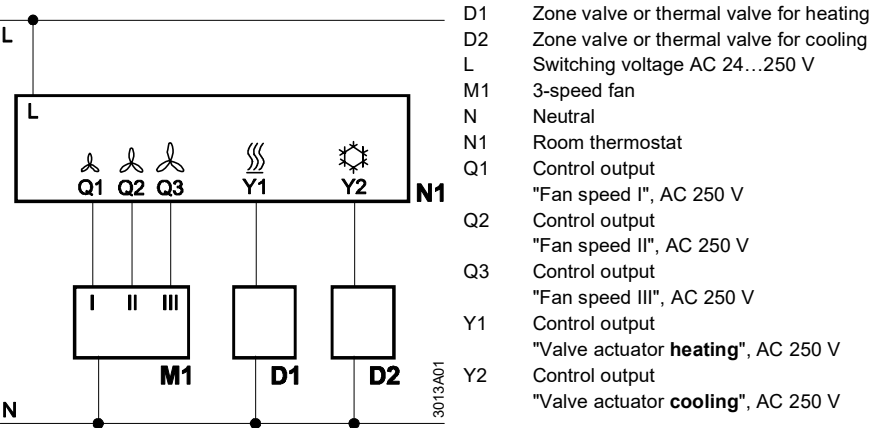 L
L
Q1 Q2 Q3 Y1 Y2
N1
I II III
M1 D1 D2
N
3013A01
D1 Zone valve or thermal valve for heating
D2 Zone valve or thermal valve for cooling
L Switching voltage AC 24…250 V
M1 3-speed fan
N Neutral
N1 Room thermostat
Q1 Control output
"Fan speed I", AC 250 V
Q2 Control output
"Fan speed II", AC 250 V
Q3 Control output
"Fan speed III", AC 250 V
Y1 Control output
"Valve actuator heating", AC 250 V
Y2 Control output
"Valve actuator cooling", AC 250 V